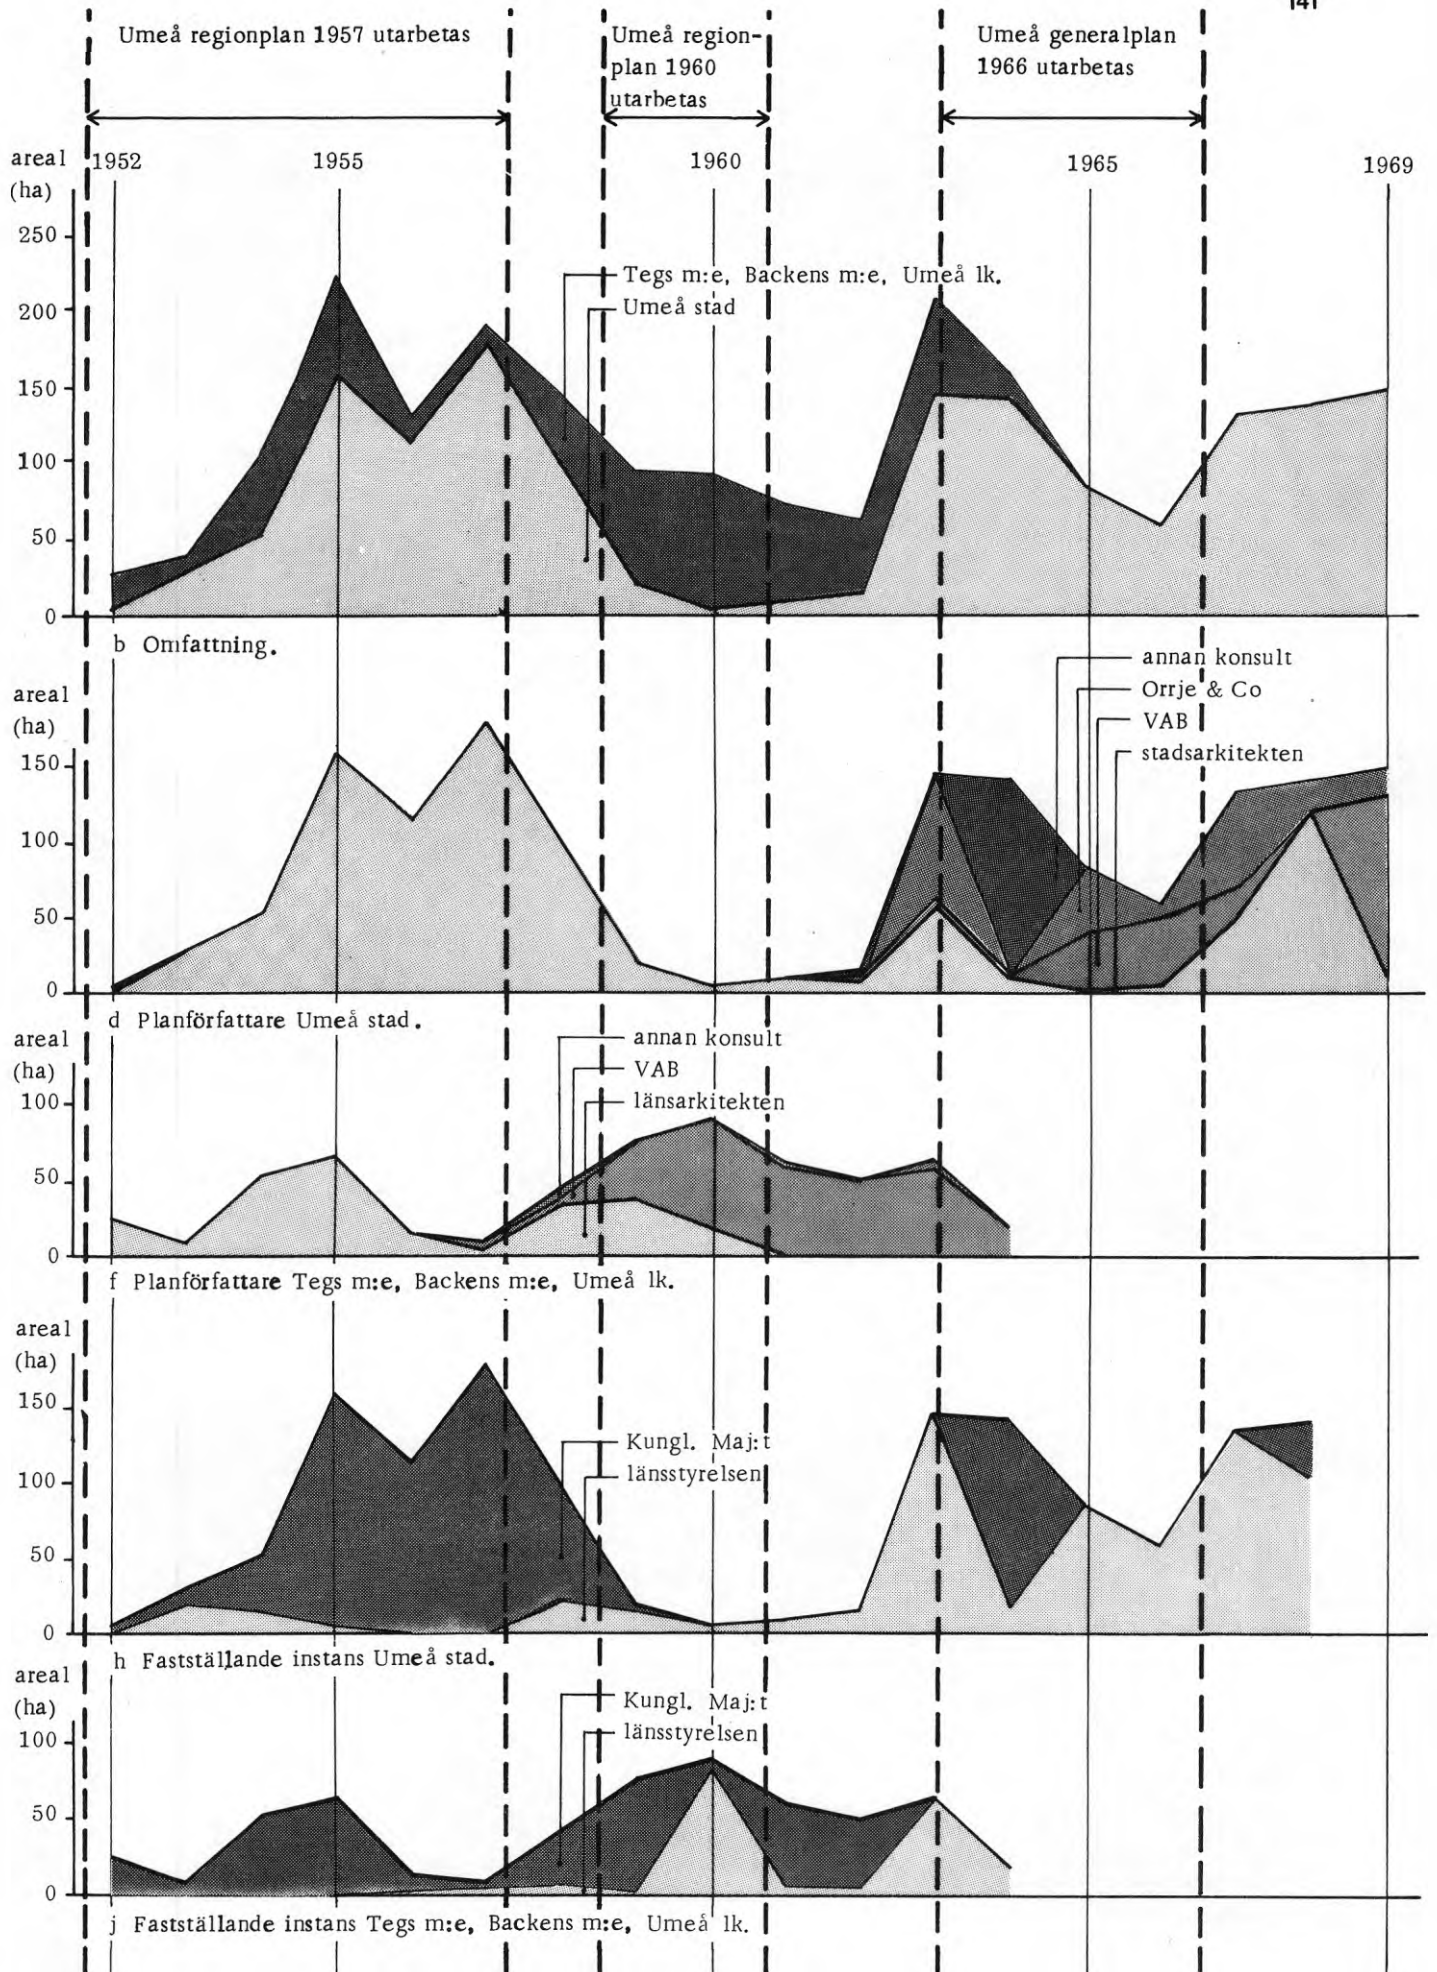 141
Umeå regionplan 1957 utarbetas
Umeå region-
plan 1960
utarbetas
Umeå generalplan
1966 utarbetas
areal
(ha)
1952
1955
1960
1965
1969
250
200
150
100
50
0
Tegs m:e, Backens m:e, Umeå lk.
Umeå stad
b Omfattning.
areal
(ha)
150
100
50
0
annan konsult
Orrje & Co
VAB
stadsarkitekten
d Planförfattare Umeå stad.
areal
(ha)
100
50
0
annan konsult
VAB
länsarkitekten
f Planförfattare Tegs m:e, Backens m:e, Umeå lk.
areal
(ha)
150
100
50
0
Kungl. Maj:t
länsstyrelsen
h Fastställande instans Umeå stad.
areal
(ha)
100
50
0
Kungl. Maj:t
länsstyrelsen
j Fastställande instans Tegs m:e, Backens m:e, Umeå lk.